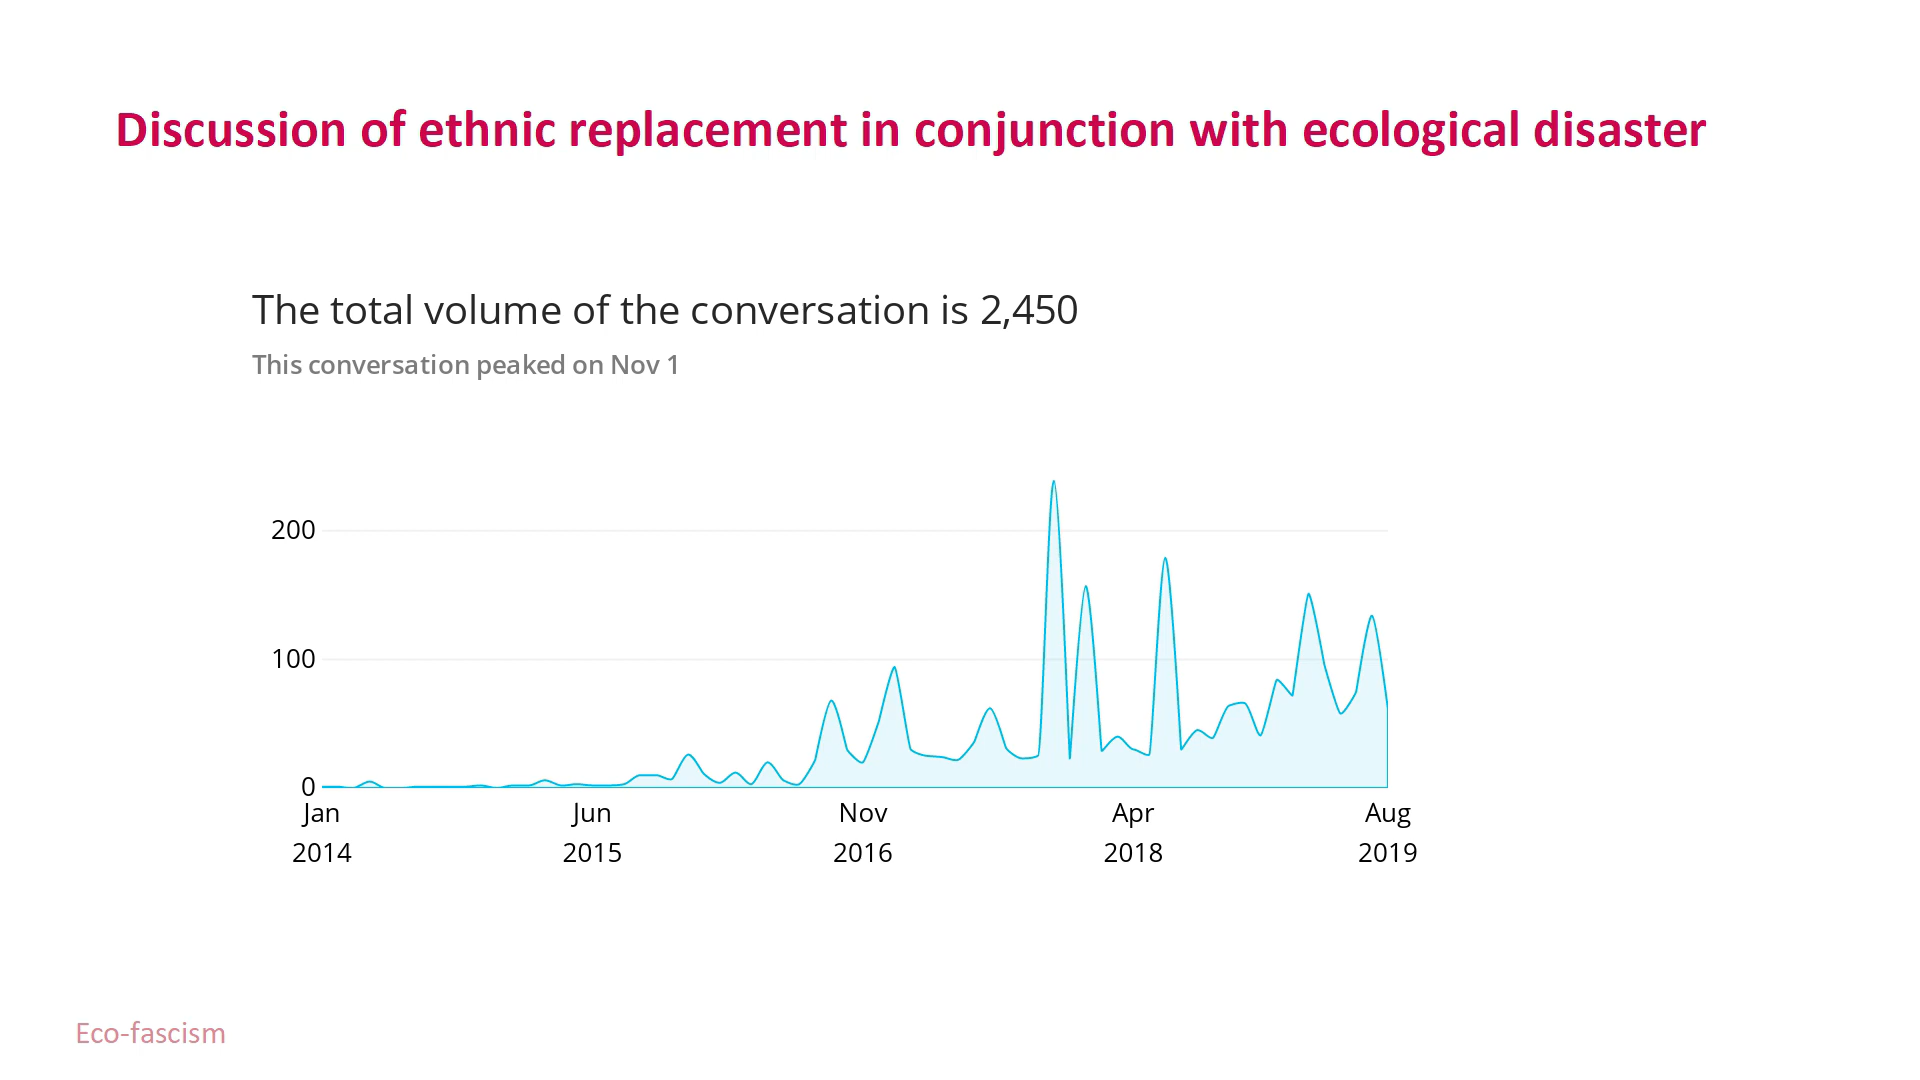 Discussion of ethnic replacement in conjunction with ecological disaster
The total volume of the conversation is 2,450
This conversation peaked on Nov 1
200
100
0
Jan Jun Nov Apr Aug
2014 2015 2016 2018 2019
Eco-fascism